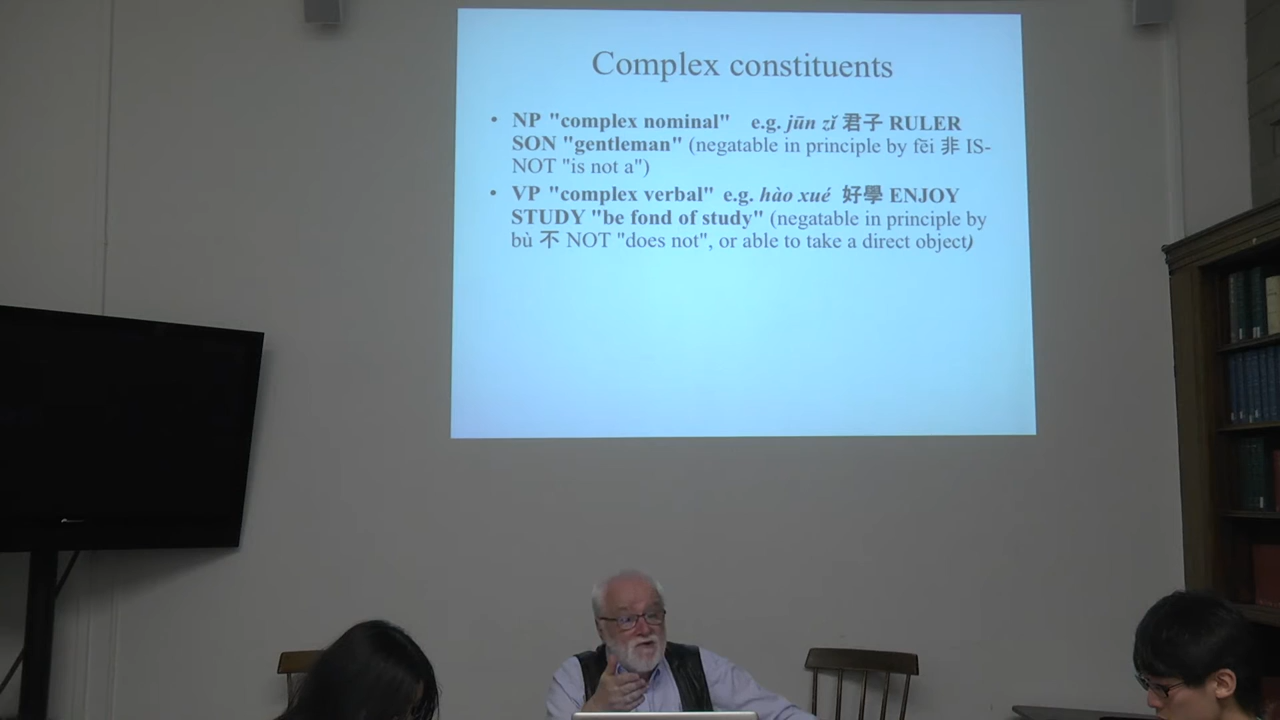 Complex constituents
• NP "complex nominal" e.g. jūn zǐ 君子 RULER
SON "gentleman" (negatable in principle by fēi 非 IS-
NOT "is not a")
• VP "complex verbal" e.g. hào xué 好學 ENJOY
STUDY "be fond of study" (negatable in principle by
bù 不 NOT "does not", or able to take a direct object)